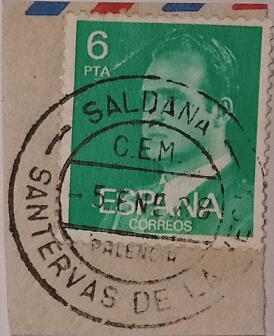 6
PTA
SALDAÑA
C.E.M.
ESPAÑA
CORREOS
PALENCIA
SANTERVAS DE LA